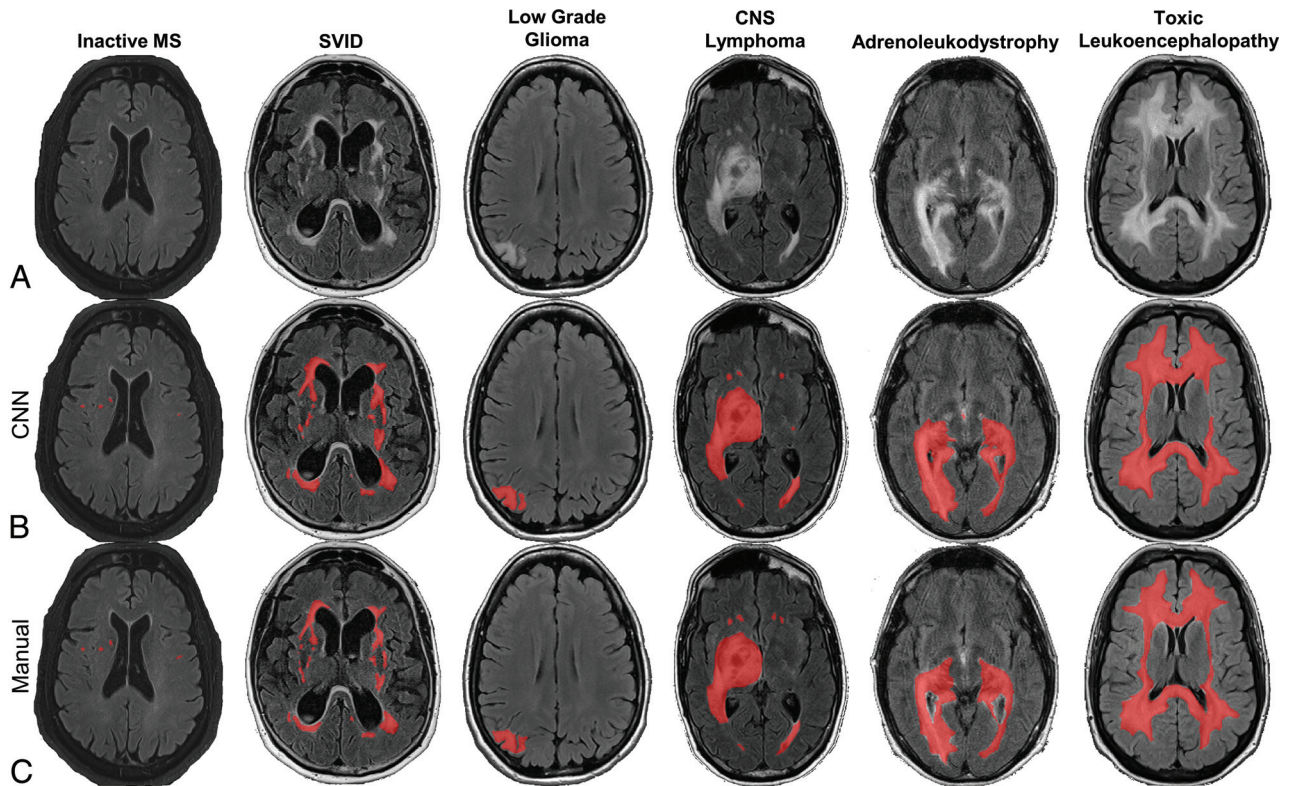 Inactive MS
SVID
Low Grade
Glioma
CNS
Lymphoma
Adrenoleukodystrophy
Toxic
Leukoencephalopathy
A
CNN
B
Manual
C